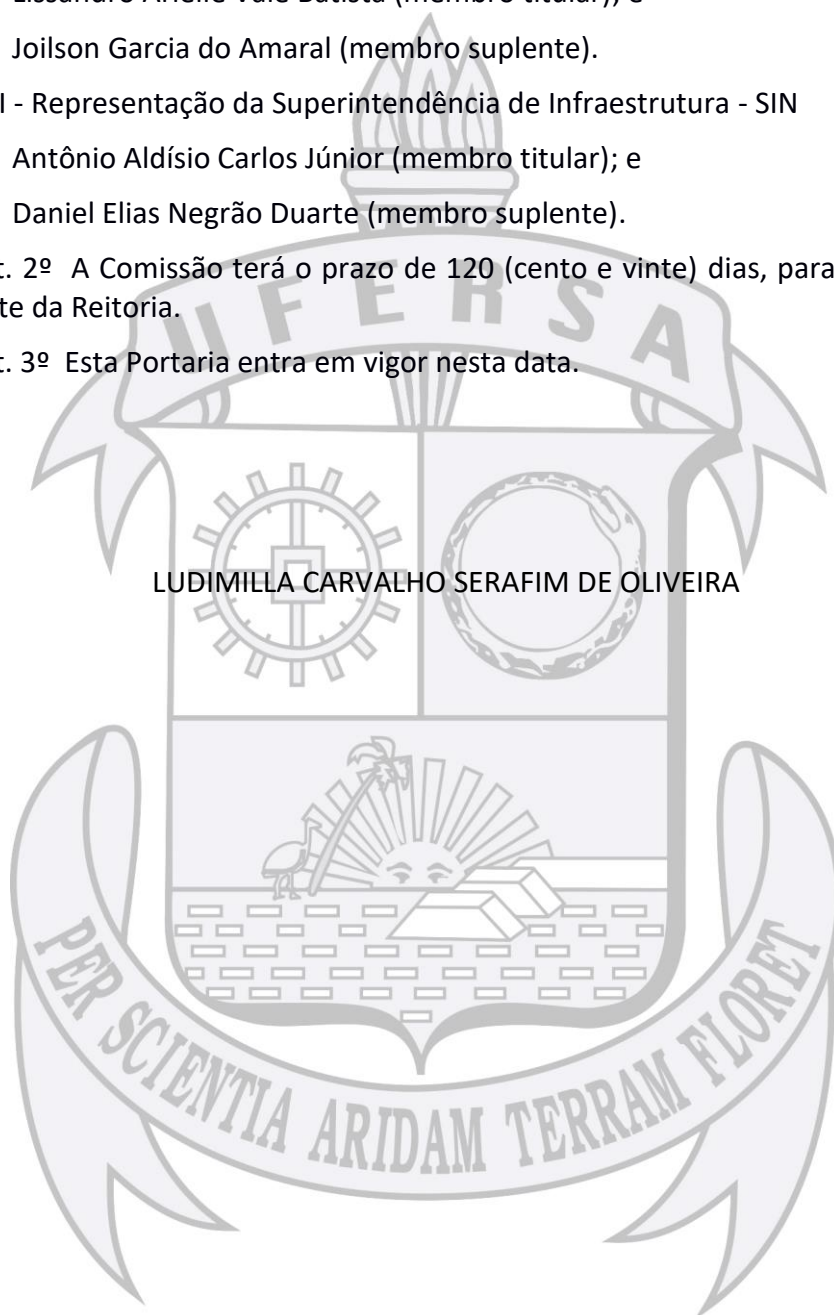 Joilson Garcia do Amaral (membro suplente).
I - Representação da Superintendência de Infraestrutura - SIN
Antônio Aldísio Carlos Júnior (membro titular); e
Daniel Elias Negrão Duarte (membro suplente).
t. 2º A Comissão terá o prazo de 120 (cento e vinte) dias, para
te da Reitoria.
t. 3º Esta Portaria entra em vigor nesta data.
UFERSA
LUDIMILLA CARVALHO SERAFIM DE OLIVEIRA
PER SCIENTIA ARIDAM TERRAM FLORET